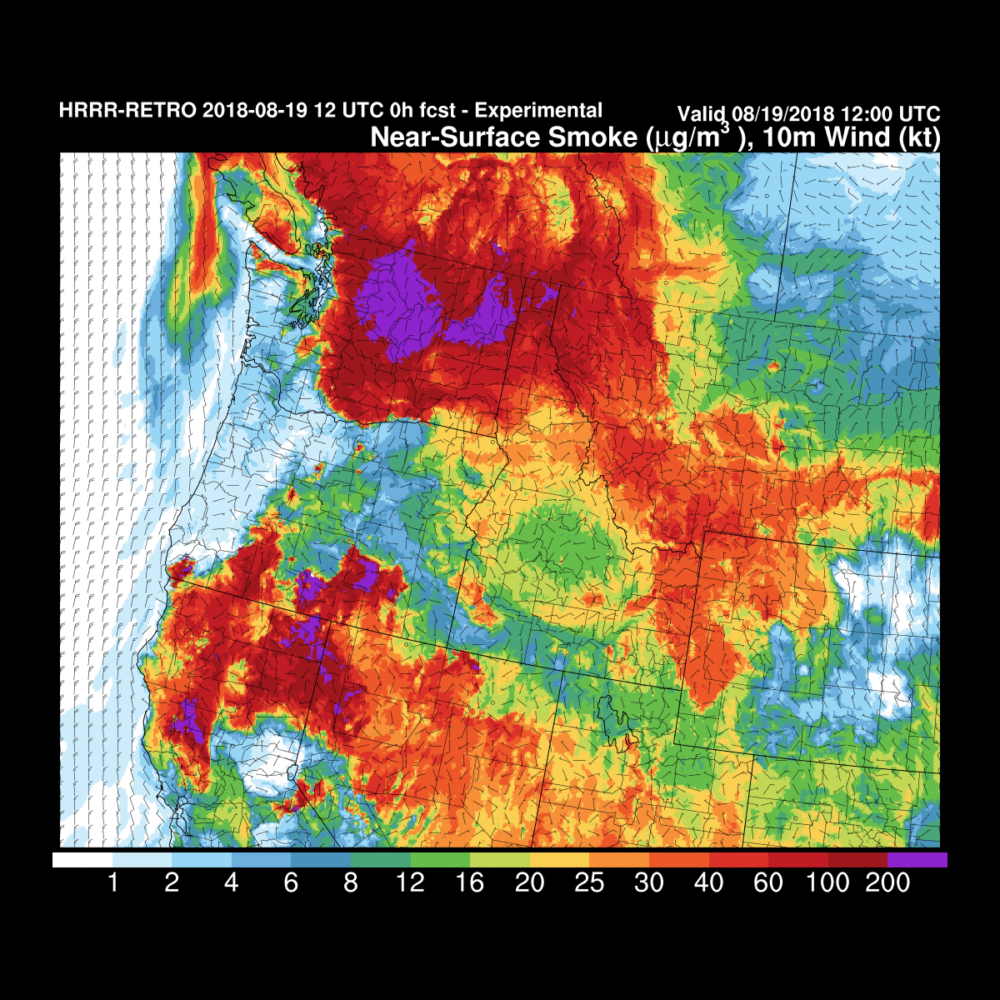 HRRR-RETRO 2018-08-19 12 UTC 0h fcst - Experimental
Valid 08/19/2018 12:00 UTC
Near-Surface Smoke (μg/m³ ), 10m Wind (kt)
1 2 4 6 8 12 16 20 25 30 40 60 100 200